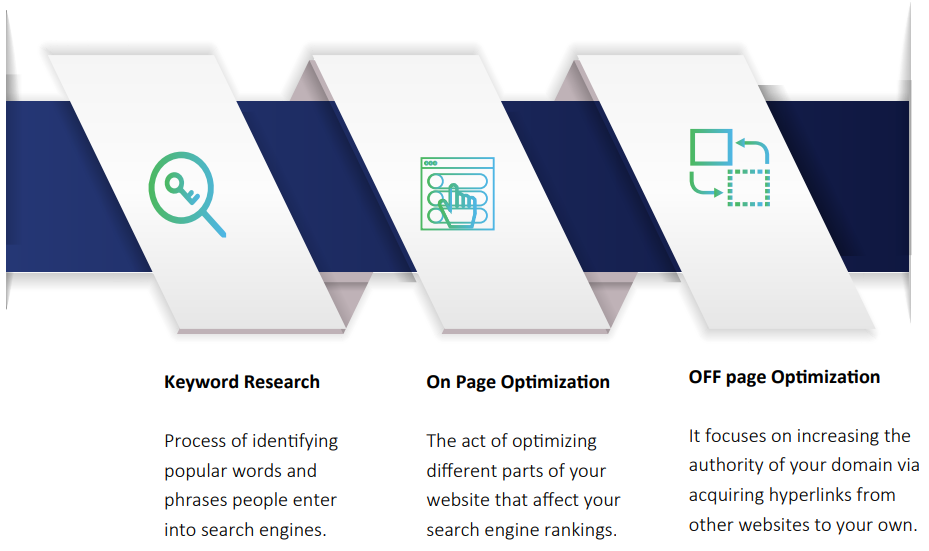 Keyword Research
Process of identifying
popular words and
phrases people enter
into search engines.
On Page Optimization
The act of optimizing
different parts of your
website that affect your
search engine rankings.
OFF page Optimization
It focuses on increasing the
authority of your domain via
acquiring hyperlinks from
other websites to your own.